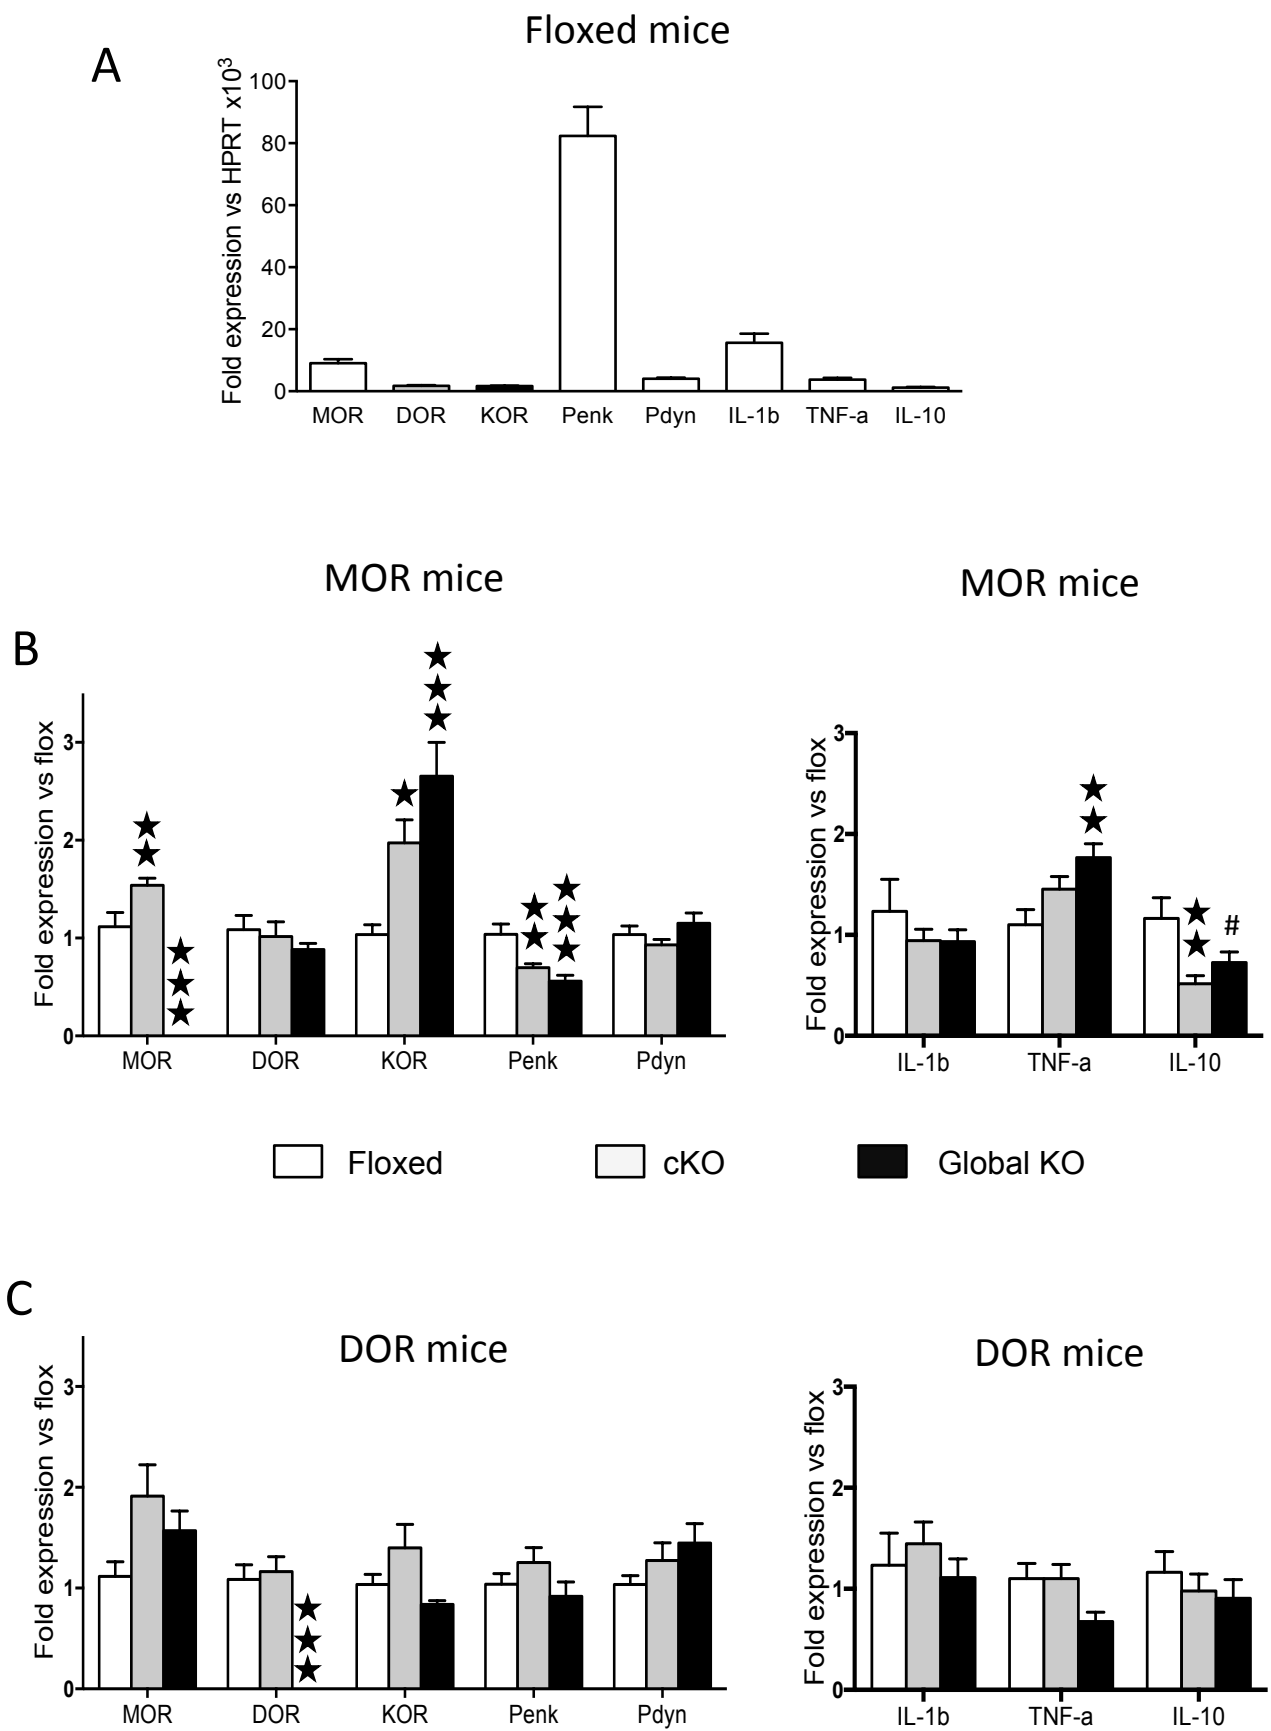 Floxed mice
A
Fold expression vs HPRT x10³
100
80
60
40
20
0
MOR DOR KOR Penk Pdyn IL-1b TNF-a IL-10
MOR mice
MOR mice
B
Fold expression vs flox
3
2
1
0
★★
★★★
★
★★★
★★
★★★
MOR DOR KOR Penk Pdyn
Fold expression vs flox
3
2
1
0
★★
★★
#
IL-1b TNF-a IL-10
Floxed cKO Global KO
C
DOR mice
DOR mice
Fold expression vs flox
3
2
1
0
★★★
MOR DOR KOR Penk Pdyn
Fold expression vs flox
3
2
1
0
IL-1b TNF-a IL-10